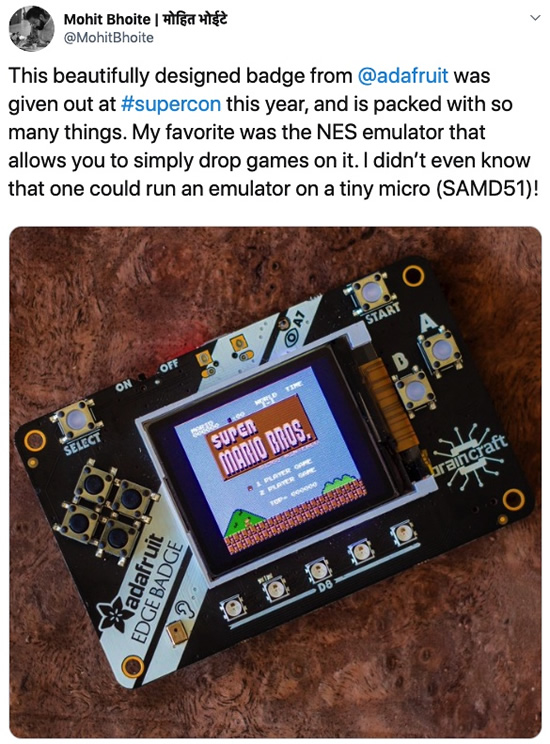 Mohit Bhoite | मोहित भोईटे
@MohitBhoite
This beautifully designed badge from @adafruit was
given out at #supercon this year, and is packed with so
many things. My favorite was the NES emulator that
allows you to simply drop games on it. I didn’t even know
that one could run an emulator on a tiny micro (SAMD51)!
START
A7
A
ON
OFF
B
SELECT
WORLD TIME
MARIO
1-1
SUPER
MARIO BROS.
1 PLAYER GAME
2 PLAYER GAME
TOP- 000000
braincraft
adafruit
EDGE BADGE
D8